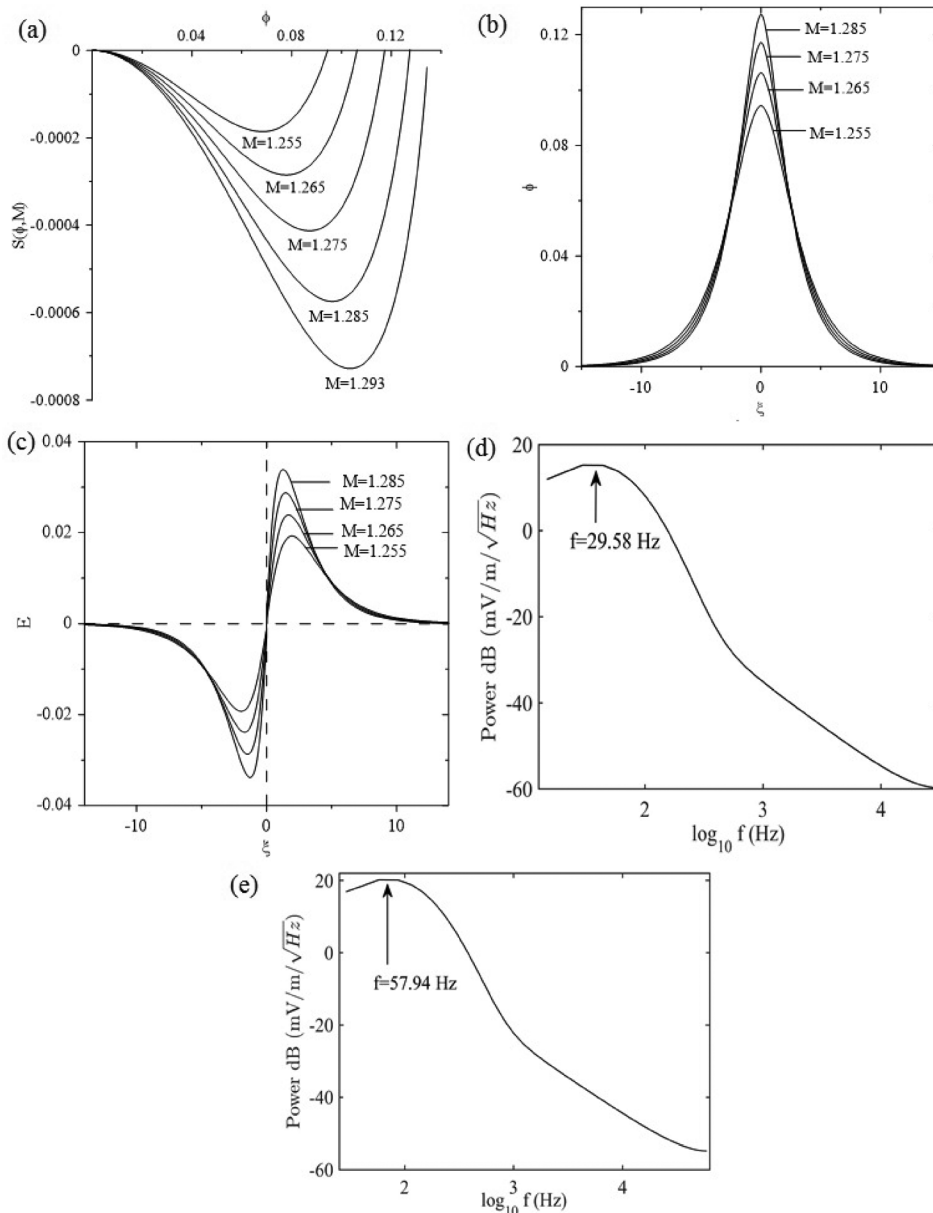 (a)
ϕ
0.04 0.08 0.12
0
-0.0002
-0.0004
-0.0006
-0.0008
S(ϕ,M)
M=1.255
M=1.265
M=1.275
M=1.285
M=1.293
(b)
0.12
0.08
0.04
0
ϕ
M=1.285
M=1.275
M=1.265
M=1.255
-10 0 10
ξ
(c)
0.04
0.02
0
-0.02
-0.04
E
M=1.285
M=1.275
M=1.265
M=1.255
-10 0 10
ξ
(d)
20
0
-20
-40
-60
Power dB (mV/m/√Hz)
f=29.58 Hz
2 3 4
log₁₀ f (Hz)
(e)
20
0
-20
-40
-60
Power dB (mV/m/√Hz)
f=57.94 Hz
2 3 4
log₁₀ f (Hz)